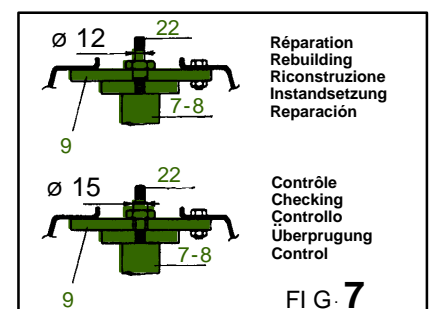 22
ø 12
7-8
9
Réparation
Rebuilding
Riconstruzione
Instandsetzung
Reparación
22
ø 15
7-8
9
Contrôle
Checking
Controllo
Überprugung
Control
FI G. 7